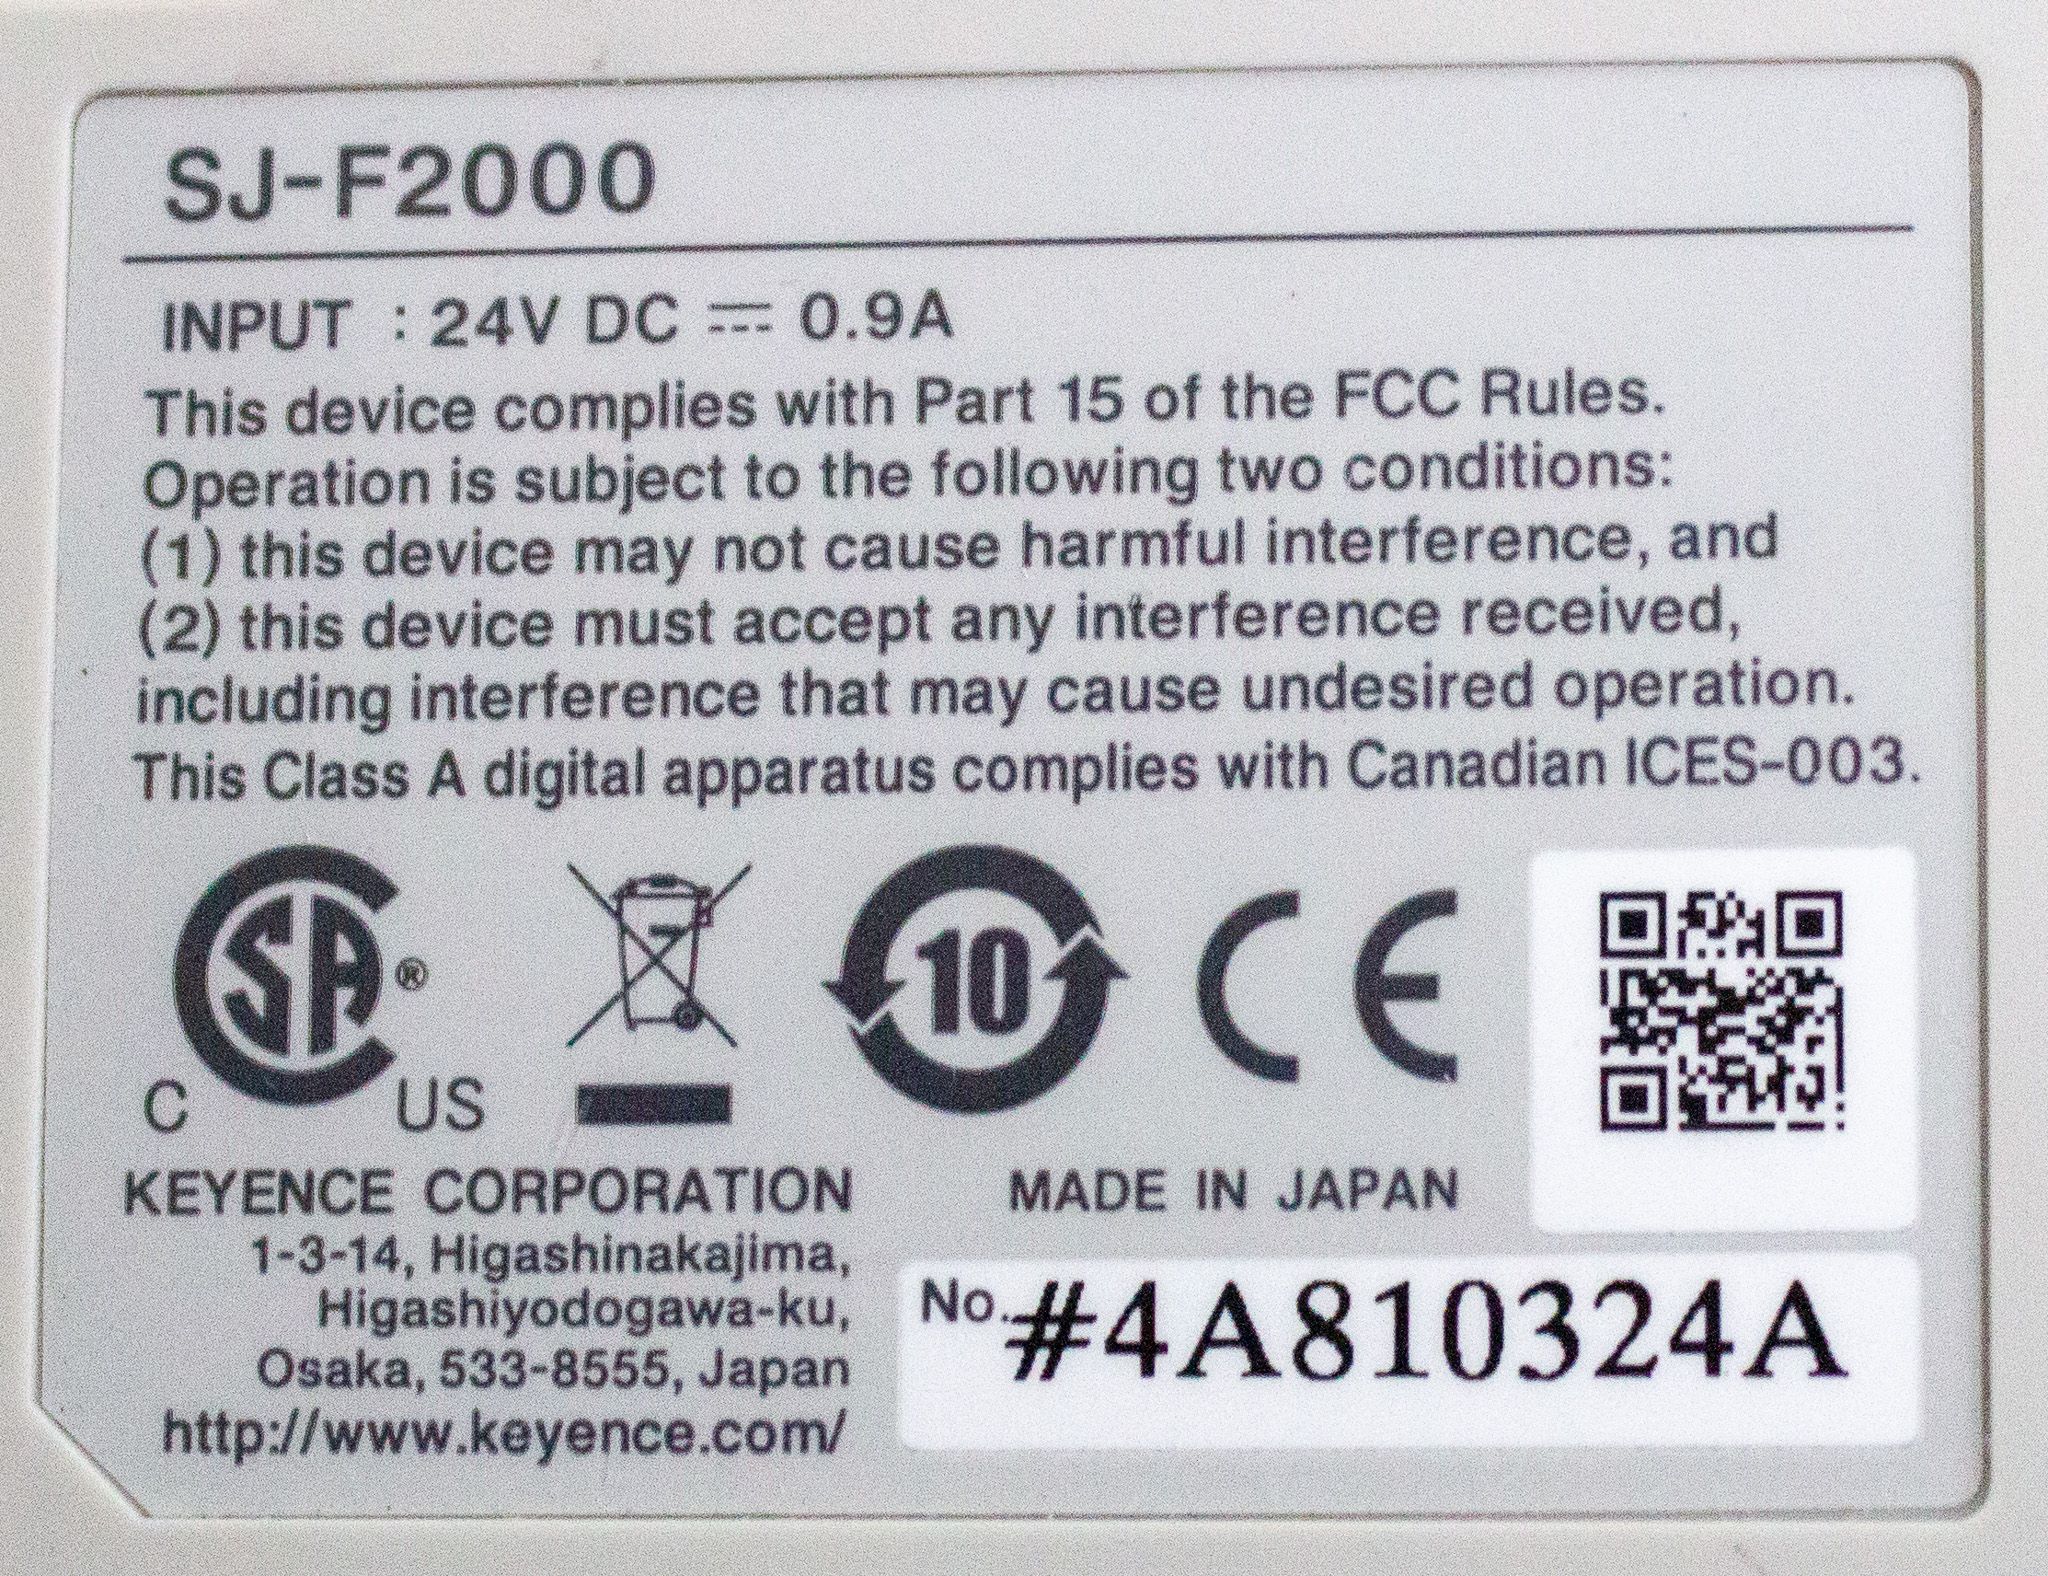 SJ-F2000
INPUT : 24V DC ⎓ 0.9A
This device complies with Part 15 of the FCC Rules.
Operation is subject to the following two conditions:
(1) this device may not cause harmful interference, and
(2) this device must accept any interference received,
including interference that may cause undesired operation.
This Class A digital apparatus complies with Canadian ICES-003.
C SA ® US
10
CE
KEYENCE CORPORATION
1-3-14, Higashinakajima,
Higashiyodogawa-ku,
Osaka, 533-8555, Japan
http://www.keyence.com/
MADE IN JAPAN
No. #4A810324A